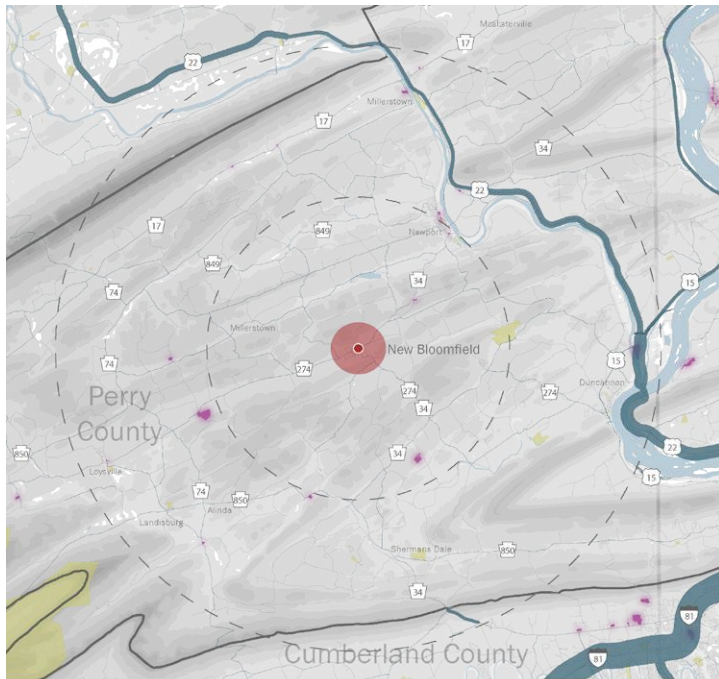 Mexicaterville
17
22
Millerstown
17
34
22
17
849
Newport
849
34
74
15
Millerstown
New Bloomfield
15
74
274
Duncannon
274
274
Perry
County
34
22
850
34
Loysville
15
74
850
Landisburg
Alinda
Shermans Dale
850
34
81
Cumberland County
81